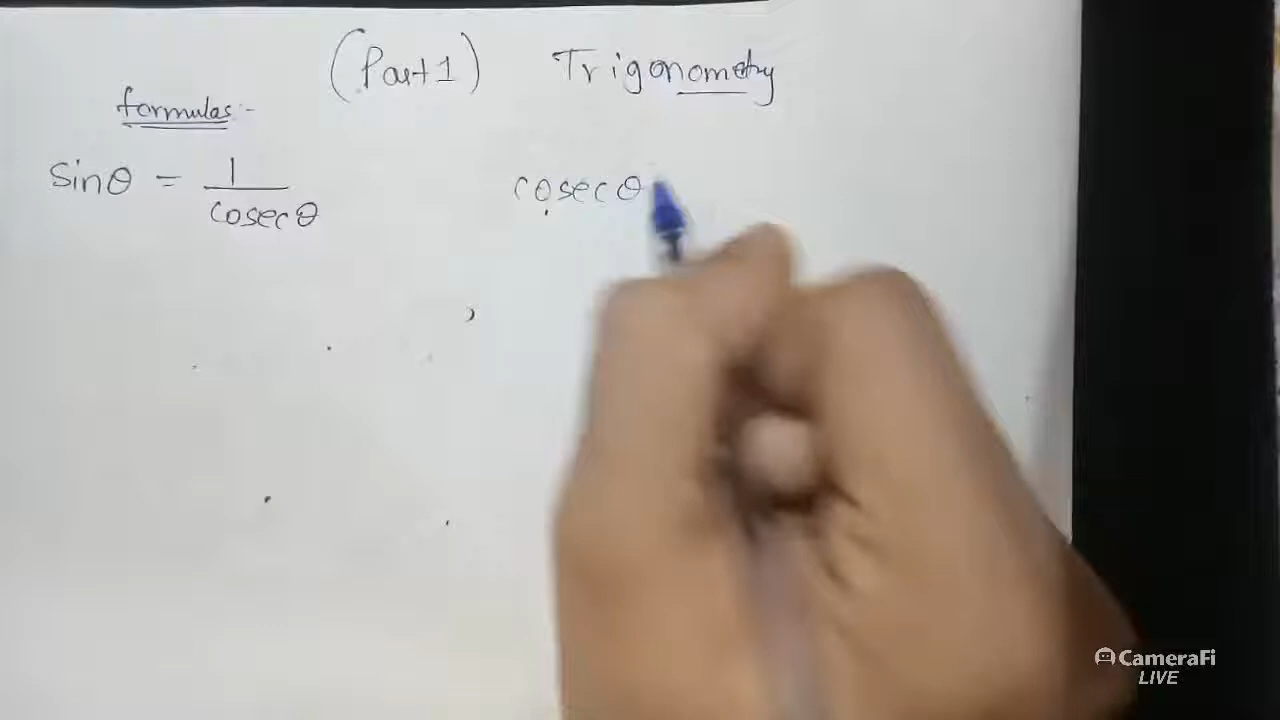 (Part 1) Trigonometry
formulas:-
sinθ = 1/cosecθ cosecθ
CameraFi
LIVE